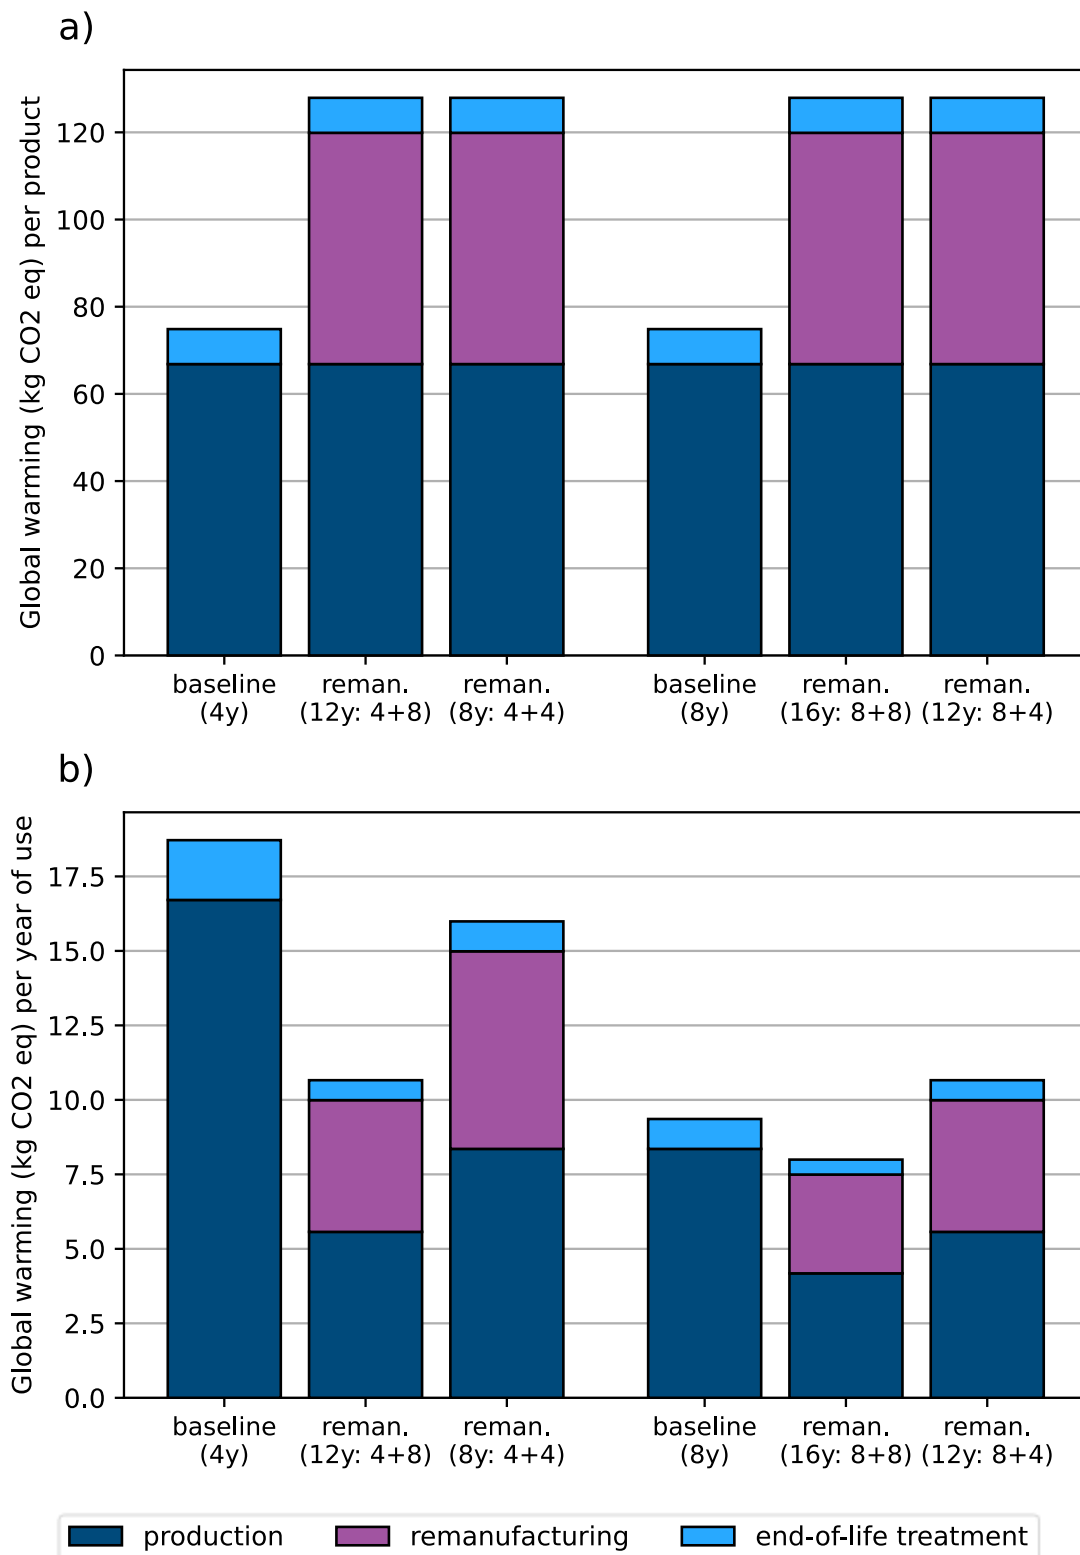 a)
Global warming (kg CO2 eq) per product
120
100
80
60
40
20
0
baseline
(4y)
reman.
(12y: 4+8)
reman.
(8y: 4+4)
baseline
(8y)
reman.
(16y: 8+8)
reman.
(12y: 8+4)
b)
Global warming (kg CO2 eq) per year of use
17.5
15.0
12.5
10.0
7.5
5.0
2.5
0.0
baseline
(4y)
reman.
(12y: 4+8)
reman.
(8y: 4+4)
baseline
(8y)
reman.
(16y: 8+8)
reman.
(12y: 8+4)
production
remanufacturing
end-of-life treatment